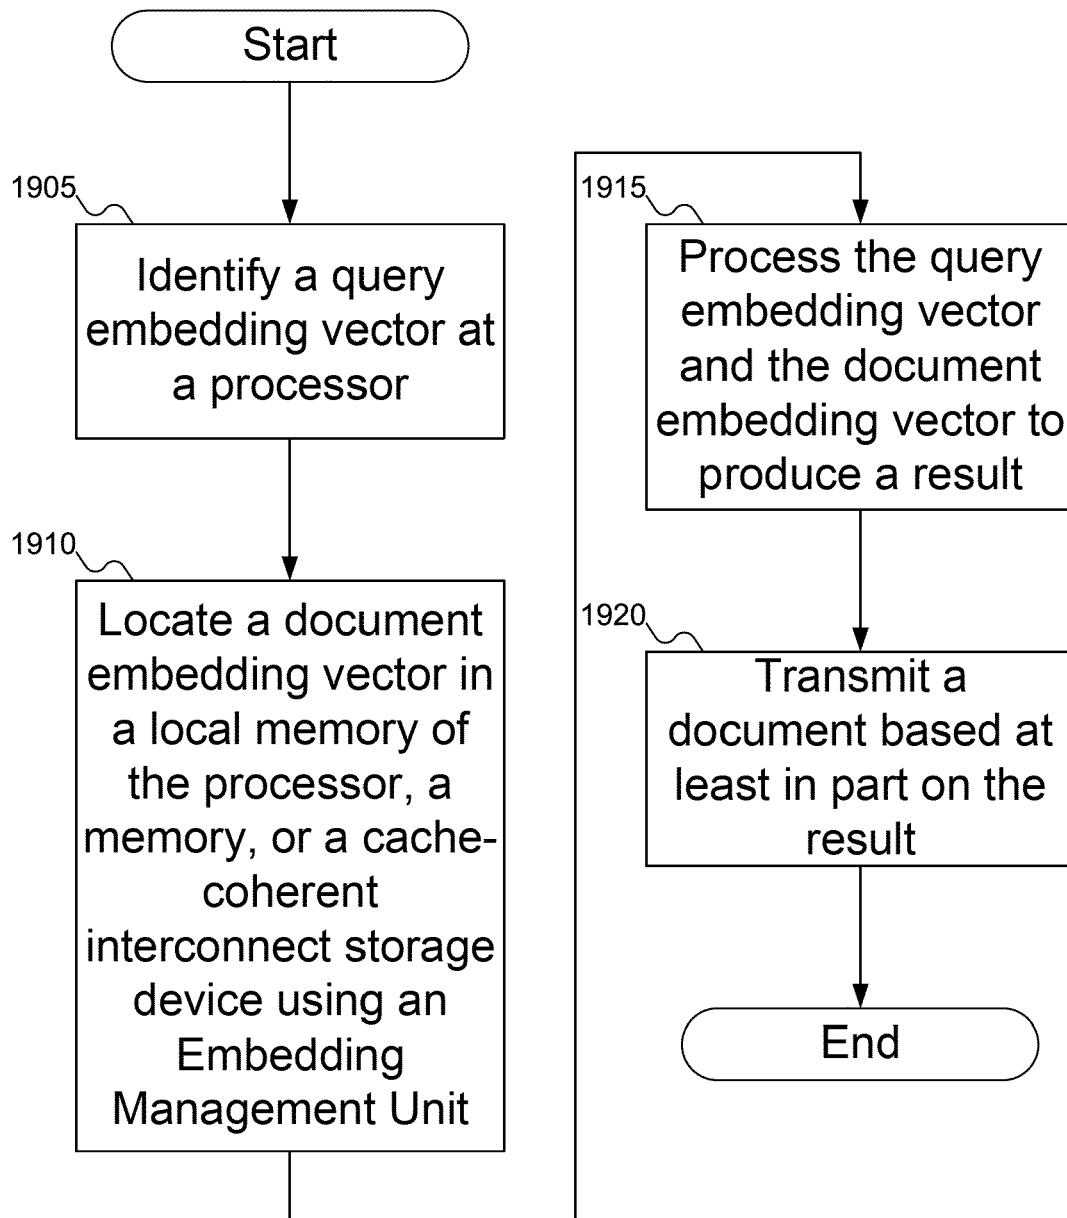 Start
1905
Identify a query
embedding vector at
a processor
1910
Locate a document
embedding vector in
a local memory of
the processor, a
memory, or a cache-
coherent
interconnect storage
device using an
Embedding
Management Unit
1915
Process the query
embedding vector
and the document
embedding vector to
produce a result
1920
Transmit a
document based at
least in part on the
result
End